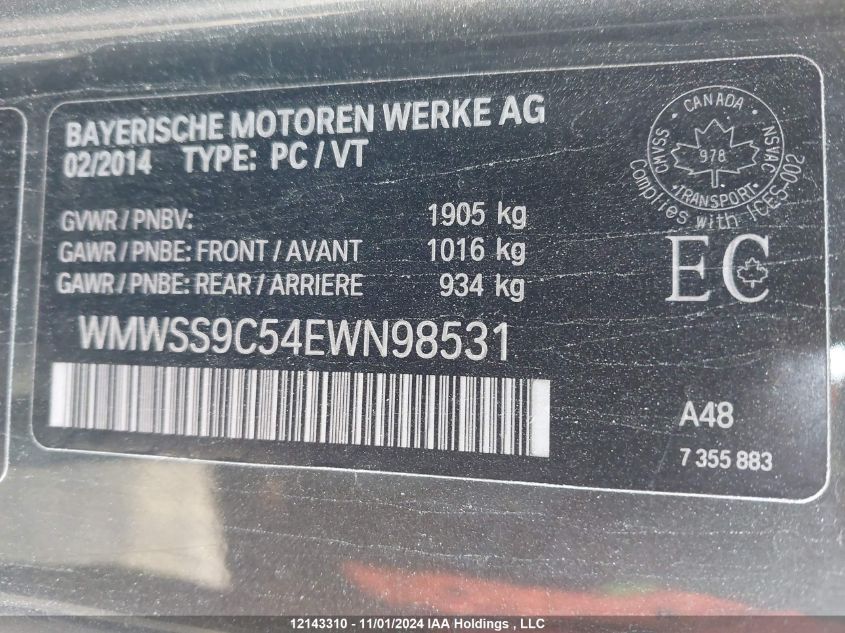 BAYERISCHE MOTOREN WERKE AG
02/2014 TYPE: PC / VT
GVWR / PNBV: 1905 kg
GAWR / PNBE: FRONT / AVANT 1016 kg
GAWR / PNBE: REAR / ARRIERE 934 kg
WMWSS9C54EWN98531
CANADA
CMVSS
NSVAC
978
TRANSPORT
Complies with ICES-002
EC
A48
7 355 883
12143310 - 11/01/2024 IAA Holdings , LLC